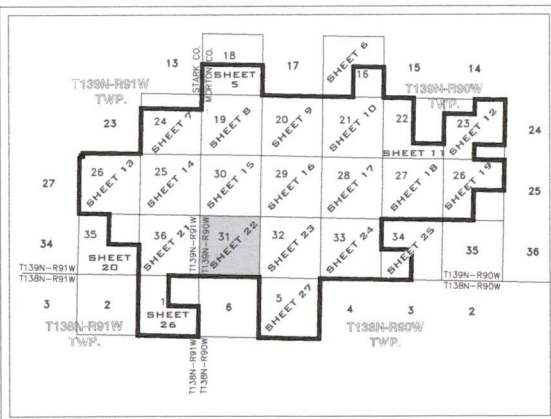 13
18
17
SHEET 6
15
14
STARK CO.
MORTON CO.
SHEET
5
16
T139N-R91W
TWP.
T139N-R90W
TWP.
23
24
SHEET 7
19
SHEET 8
20
SHEET 9
21
SHEET 10
22
23
SHEET 12
24
SHEET 11
27
26
SHEET 13
25
SHEET 14
30
SHEET 15
29
SHEET 16
28
SHEET 17
27
SHEET 18
26
SHEET 19
25
34
35
SHEET
20
36
SHEET 21
T139N-R91W
T139N-R90W
31
SHEET 22
32
SHEET 23
33
SHEET 24
34
SHEET 25
35
36
T139N-R91W
T138N-R91W
T139N-R90W
T138N-R90W
3
2
1
SHEET
26
6
5
SHEET 27
4
3
2
T138N-R91W
TWP.
T138N-R91W
T138N-R90W
T138N-R90W
TWP.